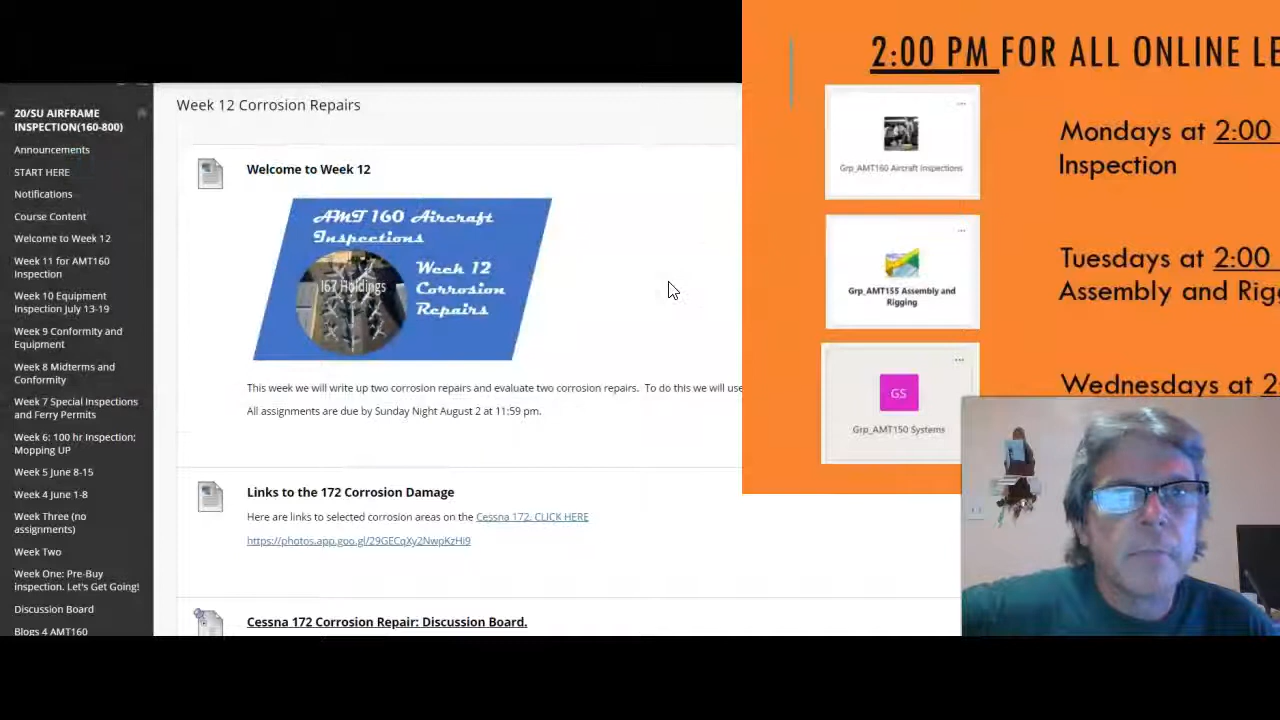 20/SU AIRFRAME
INSPECTION(160-800)
Announcements
START HERE
Notifications
Course Content
Welcome to Week 12
Week 11 for AMT160
Inspection
Week 10 Equipment
Inspection July 13-19
Week 9 Conformity and
Equipment
Week 8 Midterms and
Conformity
Week 7 Special Inspections
and Ferry Permits
Week 6: 100 hr Inspection;
Mopping UP
Week 5 June 8-15
Week 4 June 1-8
Week Three (no
assignments)
Week Two
Week One: Pre-Buy
inspection. Let's Get Going!
Discussion Board
Blogs 4 AMT160
Week 12 Corrosion Repairs
Welcome to Week 12
AMT 160 Aircraft
Inspections
167 Holdings
Week 12
Corrosion
Repairs
This week we will write up two corrosion repairs and evaluate two corrosion repairs. To do this we will use
All assignments are due by Sunday Night August 2 at 11:59 pm.
Links to the 172 Corrosion Damage
Here are links to selected corrosion areas on the Cessna 172. CLICK HERE
https://photos.app.goo.gl/29GECqXy2NwpKzHi9
Cessna 172 Corrosion Repair: Discussion Board.
2:00 PM FOR ALL ONLINE LE
Grp_AMT160 Aircraft Inspections
Mondays at 2:00
Inspection
Grp_AMT155 Assembly and
Rigging
Tuesdays at 2:00
Assembly and Rigg
GS
Grp_AMT150 Systems
Wednesdays at 2